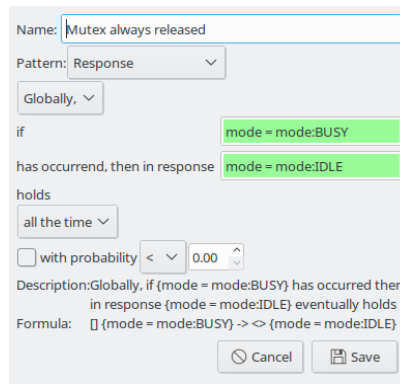 Name: Mutex always released
Pattern: Response
Globally,
if mode = mode:BUSY
has occurrend, then in response mode = mode:IDLE
holds
all the time
with probability < 0.00
Description:Globally, if {mode = mode:BUSY} has occurred then
in response {mode = mode:IDLE} eventually holds
Formula: [] {mode = mode:BUSY} -> <> {mode = mode:IDLE}
Cancel Save